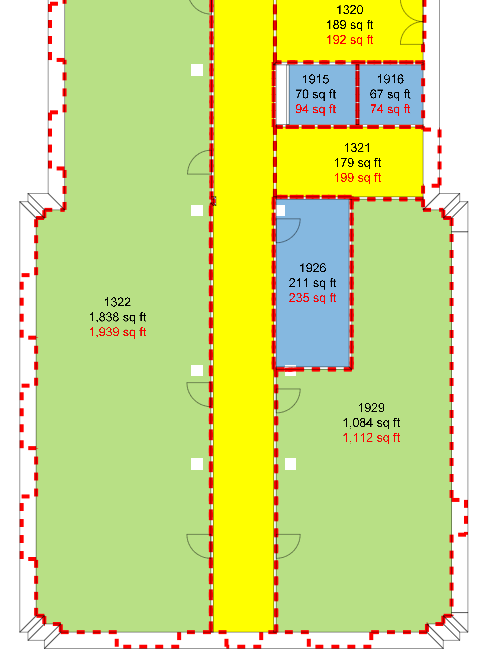 1320
189 sq ft
192 sq ft
1915
70 sq ft
94 sq ft
1916
67 sq ft
74 sq ft
1321
179 sq ft
199 sq ft
1926
211 sq ft
235 sq ft
1322
1,838 sq ft
1,939 sq ft
1929
1,084 sq ft
1,112 sq ft